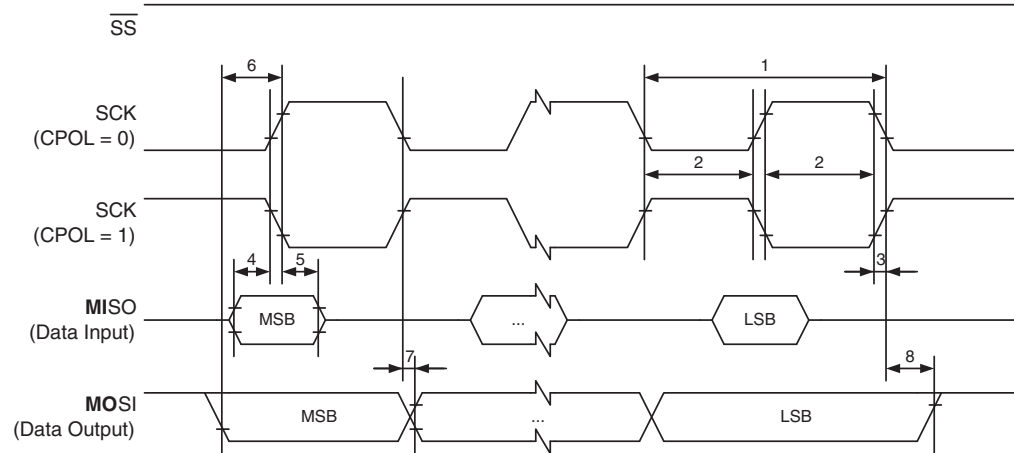 SS
6
1
SCK
(CPOL = 0)
2
2
SCK
(CPOL = 1)
4
5
3
MISO
(Data Input)
MSB
...
LSB
7
8
MOSI
(Data Output)
MSB
...
LSB